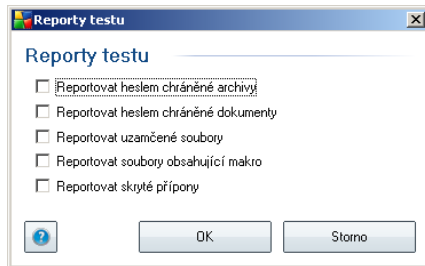 Reporty testu
Reporty testu
Reportovat heslem chráněné archivy
Reportovat heslem chráněné dokumenty
Reportovat uzamčené soubory
Reportovat soubory obsahující makro
Reportovat skryté přípony
OK Storno